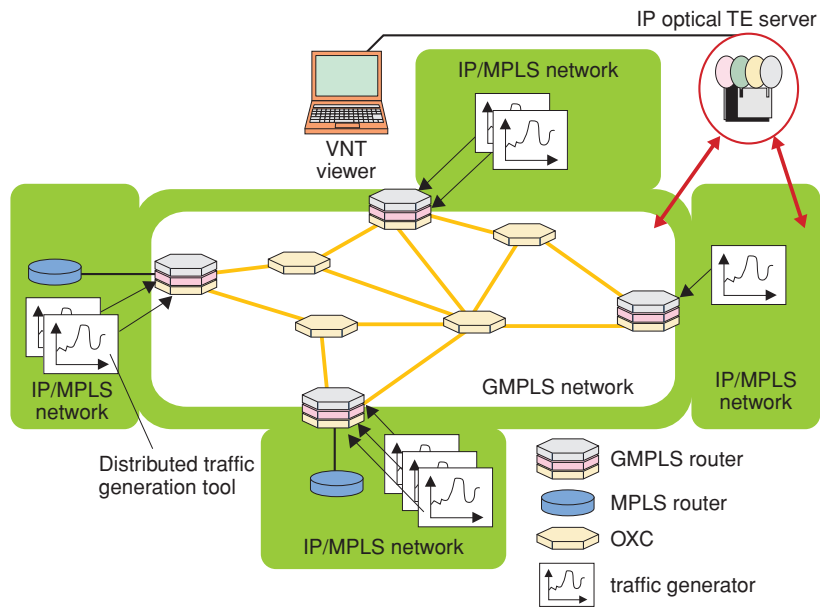 IP optical TE server
IP/MPLS network
VNT
viewer
IP/MPLS
network
GMPLS network
IP/MPLS
network
Distributed traffic
generation tool
IP/MPLS network
GMPLS router
MPLS router
OXC
traffic generator